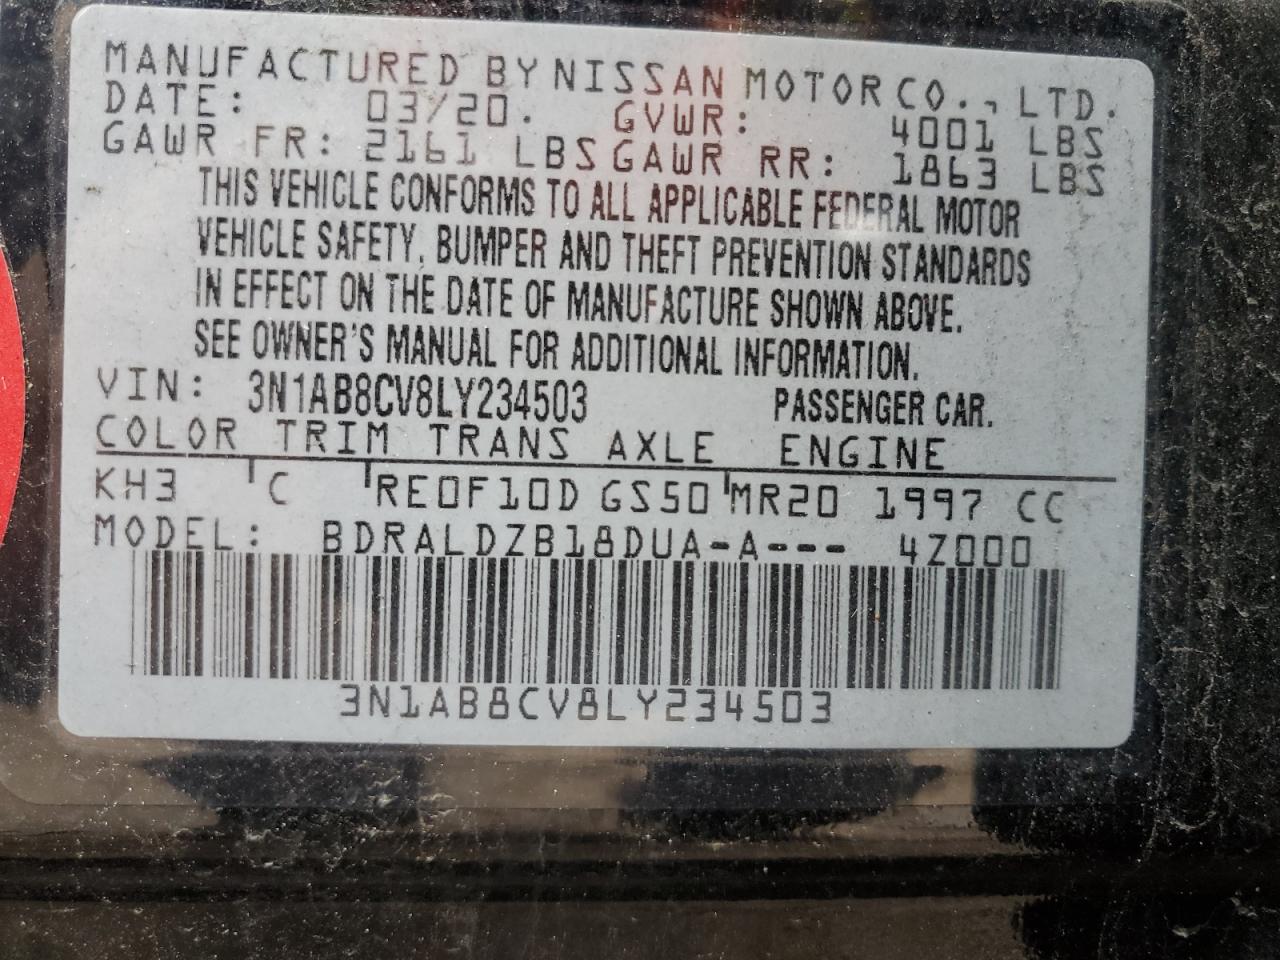 MANUFACTURED BY NISSAN MOTOR CO., LTD.
DATE: 03/20. GVWR: 4001 LBS
GAWR FR: 2161 LBS GAWR RR: 1863 LBS
THIS VEHICLE CONFORMS TO ALL APPLICABLE FEDERAL MOTOR
VEHICLE SAFETY, BUMPER AND THEFT PREVENTION STANDARDS
IN EFFECT ON THE DATE OF MANUFACTURE SHOWN ABOVE.
SEE OWNER'S MANUAL FOR ADDITIONAL INFORMATION.
VIN: 3N1AB8CV8LY234503 PASSENGER CAR.
COLOR TRIM TRANS AXLE ENGINE
KH3 C RE0F10D GS50 MR20 1997 CC
MODEL: BDRALDZB18DUA-A--- 4Z000
3N1AB8CV8LY234503